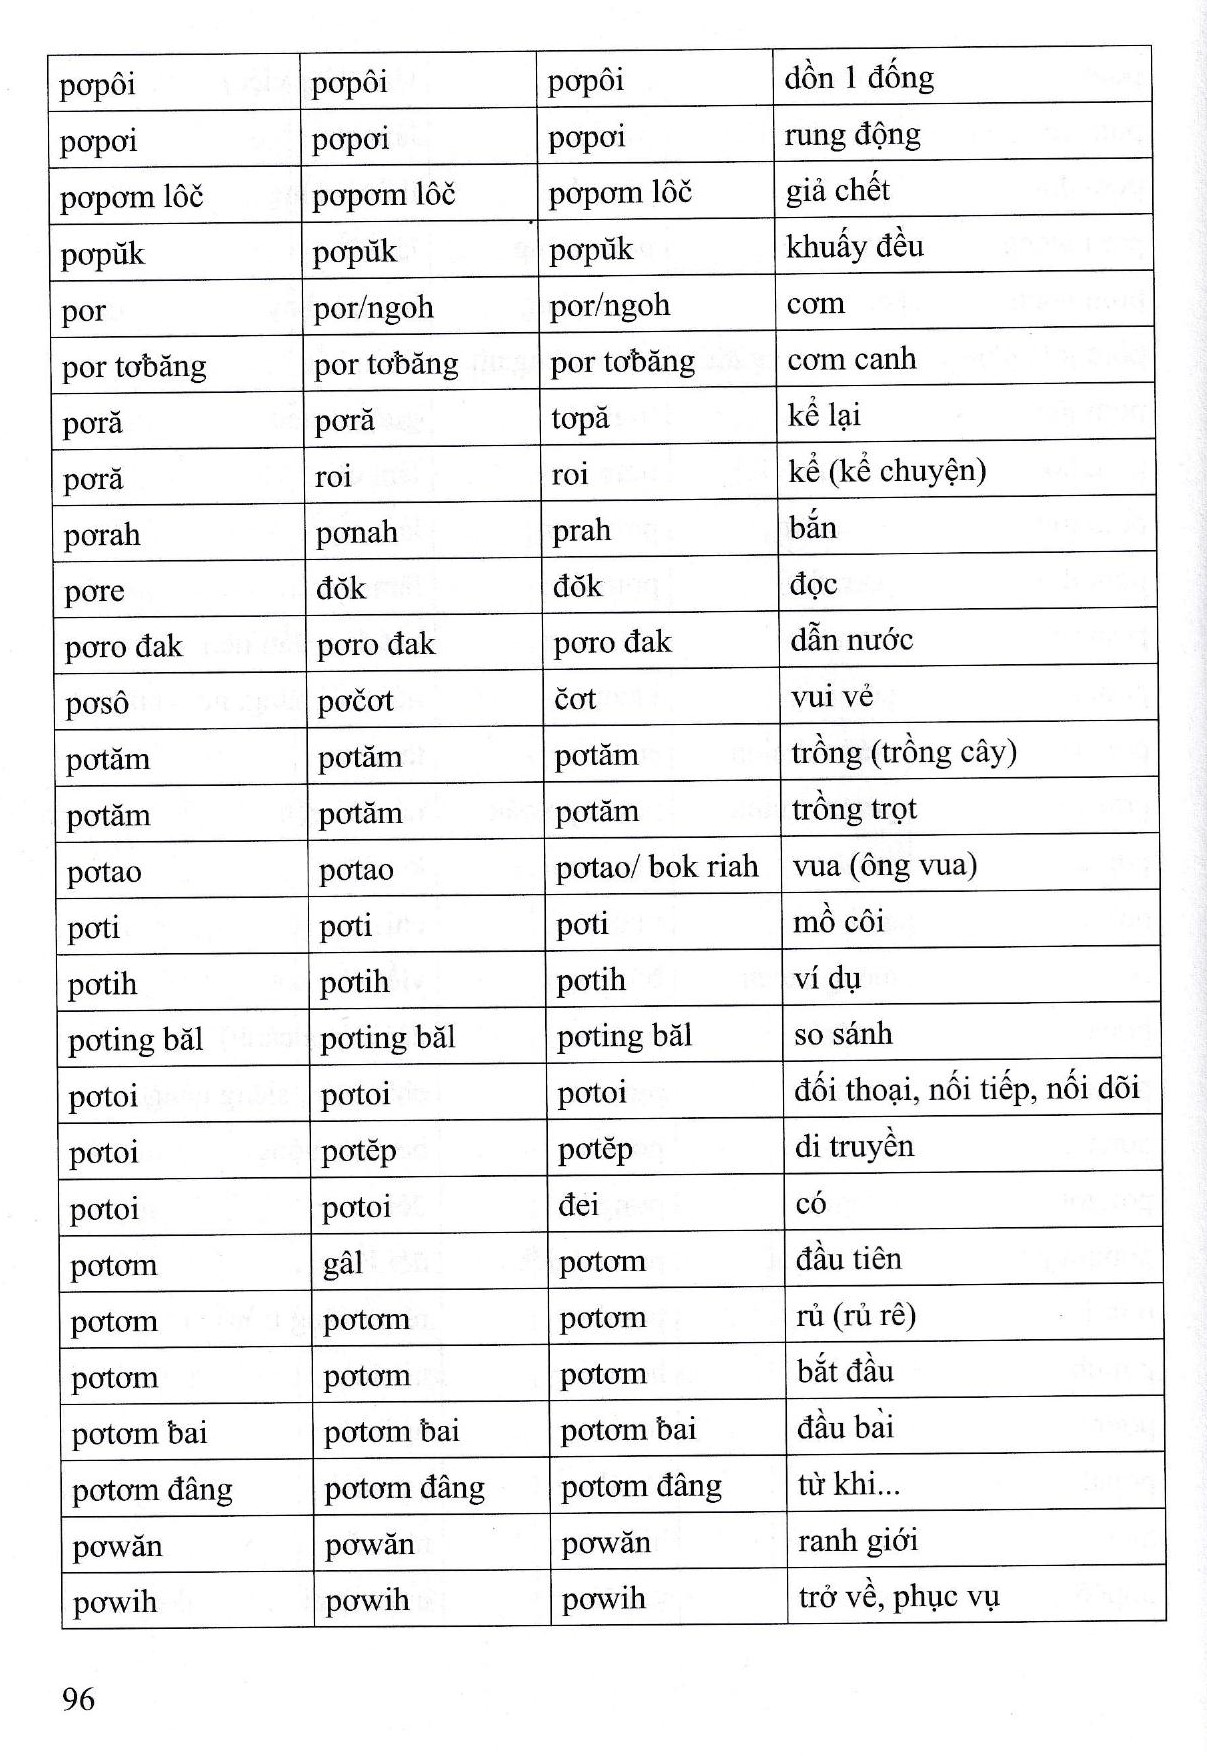 pơpôi pơpôi pơpôi dồn 1 đống
pơpơi pơpơi pơpơi rung động
pơpơm lôč pơpơm lôč pơpơm lôč giả chết
pơpŭk pơpŭk pơpŭk khuấy đều
por por/ngoh por/ngoh cơm
por tơƀăng por tơƀăng por tơƀăng cơm canh
pơră pơră tơpă kể lại
pơră roi roi kể (kể chuyện)
pơrah pơnah prah bắn
pơre đŏk đŏk đọc
pơro đak pơro đak pơro đak dẫn nước
pơsô pơčơt čơt vui vẻ
pơtăm pơtăm pơtăm trồng (trồng cây)
pơtăm pơtăm pơtăm trồng trọt
pơtao pơtao pơtao/ bok riah vua (ông vua)
pơti pơti pơti mồ côi
pơtih pơtih pơtih ví dụ
pơting băl pơting băl pơting băl so sánh
pơtoi pơtoi pơtoi đối thoại, nối tiếp, nối dõi
pơtoi pơtĕp pơtĕp di truyền
pơtoi pơtoi đei có
pơtơm gâl pơtơm đầu tiên
pơtơm pơtơm pơtơm rủ (rủ rê)
pơtơm pơtơm pơtơm bắt đầu
pơtơm ƀai pơtơm ƀai pơtơm ƀai đầu bài
pơtơm đâng pơtơm đâng pơtơm đâng từ khi...
pơwăn pơwăn pơwăn ranh giới
pơwih pơwih pơwih trở về, phục vụ
96